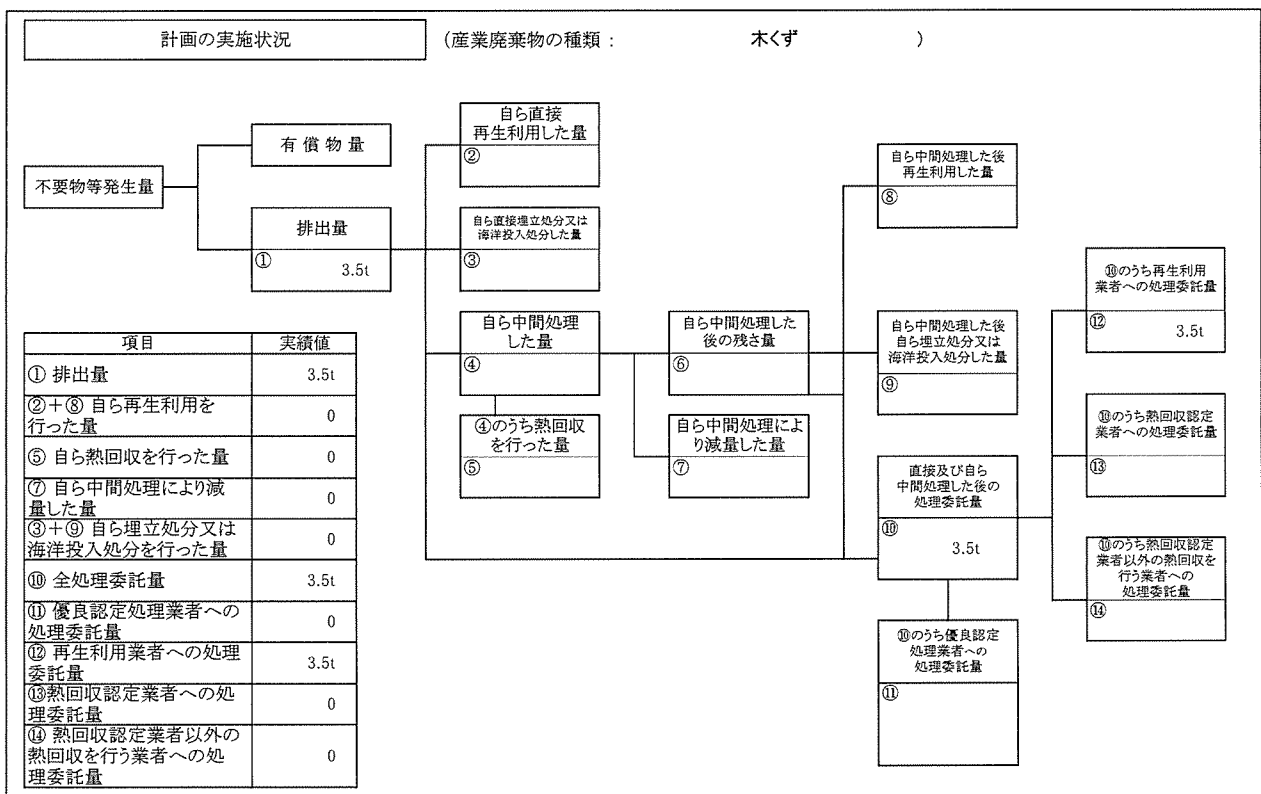 計画の実施状況
(産業廃棄物の種類： 木くず )
不要物等発生量
有償物量
排出量
①
3.5t
自ら直接
再生利用した量
②
自ら直接埋立処分又は
海洋投入処分した量
③
自ら中間処理
した量
④
④のうち熱回収
を行った量
⑤
自ら中間処理した
後の残さ量
⑥
自ら中間処理によ
り減量した量
⑦
自ら中間処理した後
再生利用した量
⑧
自ら中間処理した後
自ら埋立処分又は
海洋投入処分した量
⑨
直接及び自ら
中間処理した後の
処理委託量
⑩
3.5t
⑩のうち優良認定
処理業者への
処理委託量
⑪
⑩のうち再生利用
業者への処理委託量
⑫
3.5t
⑩のうち熱回収認定
業者への処理委託量
⑬
⑩のうち熱回収認定
業者以外の熱回収を
行う業者への
処理委託量
⑭
項目 実績値
① 排出量 3.5t
②＋⑧ 自ら再生利用を
行った量 0
⑤ 自ら熱回収を行った量 0
⑦ 自ら中間処理により減
量した量 0
③＋⑨ 自ら埋立処分又は
海洋投入処分を行った量 0
⑩ 全処理委託量 3.5t
⑪ 優良認定処理業者への
処理委託量 0
⑫ 再生利用業者への処理
委託量 3.5t
⑬熱回収認定業者への処
理委託量 0
⑭ 熱回収認定業者以外の
熱回収を行う業者への処
理委託量 0